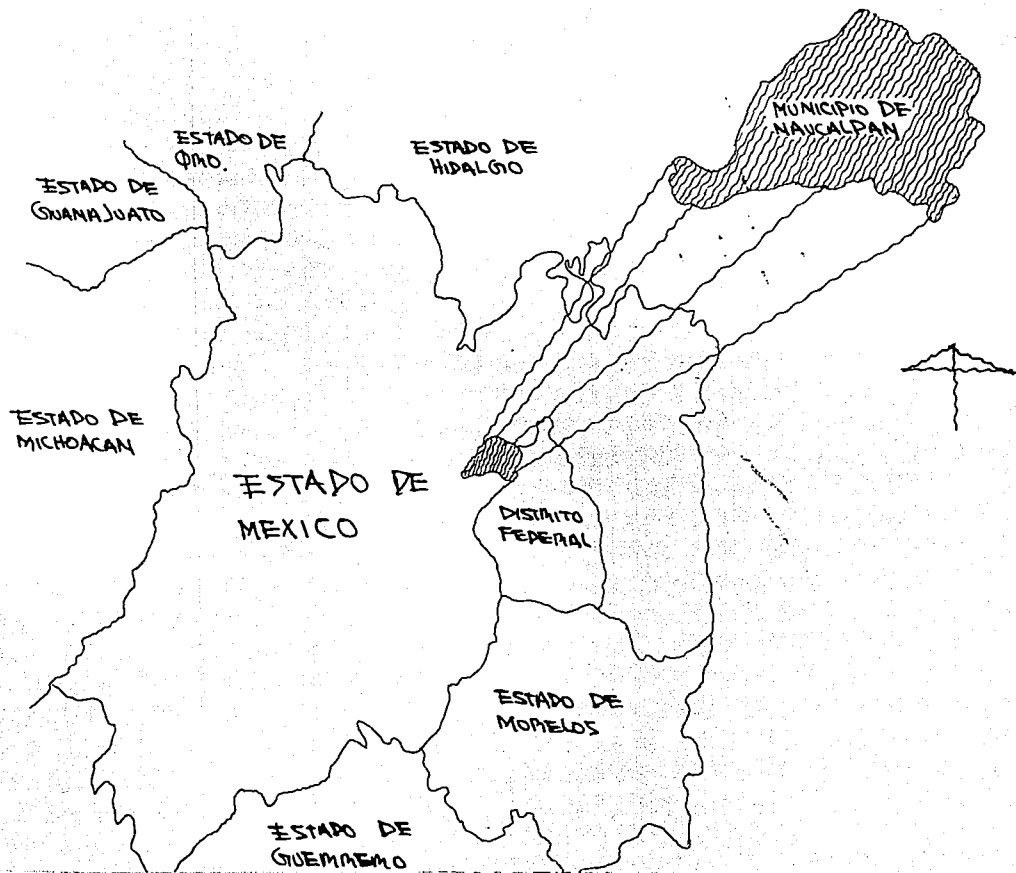 MUNICIPIO DE
NAUCALPAN
ESTADO DE
QRO.
ESTADO DE
HIDALGO
ESTADO DE
GUANAJUATO
ESTADO DE
MICHOACAN
ESTADO DE
MEXICO
DISTRITO
FEDERAL
ESTADO DE
MORELOS
ESTADO DE
GUERRERO